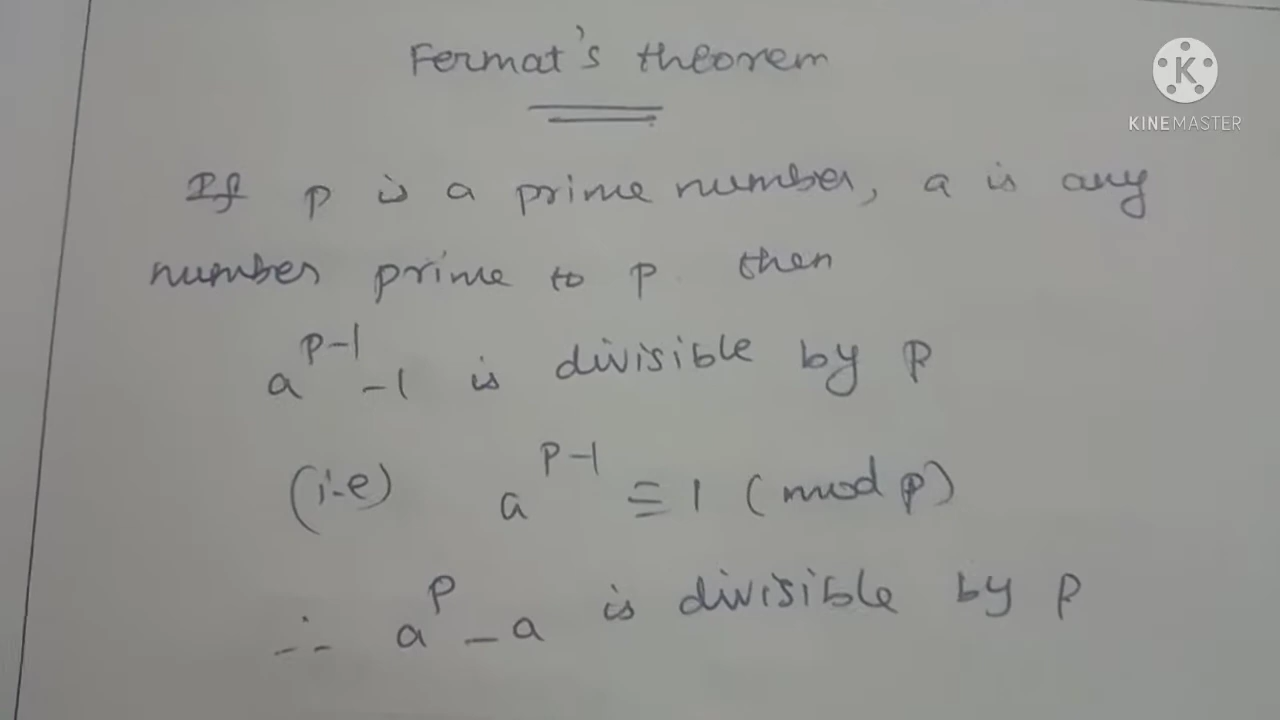 Fermat's theorem
K
KINEMASTER
If p is a prime number, a is any
number prime to p then
a^{p-1} - 1 is divisible by p
(i-e) a^{p-1} ≡ 1 (mod p)
∴ a^p - a is divisible by p